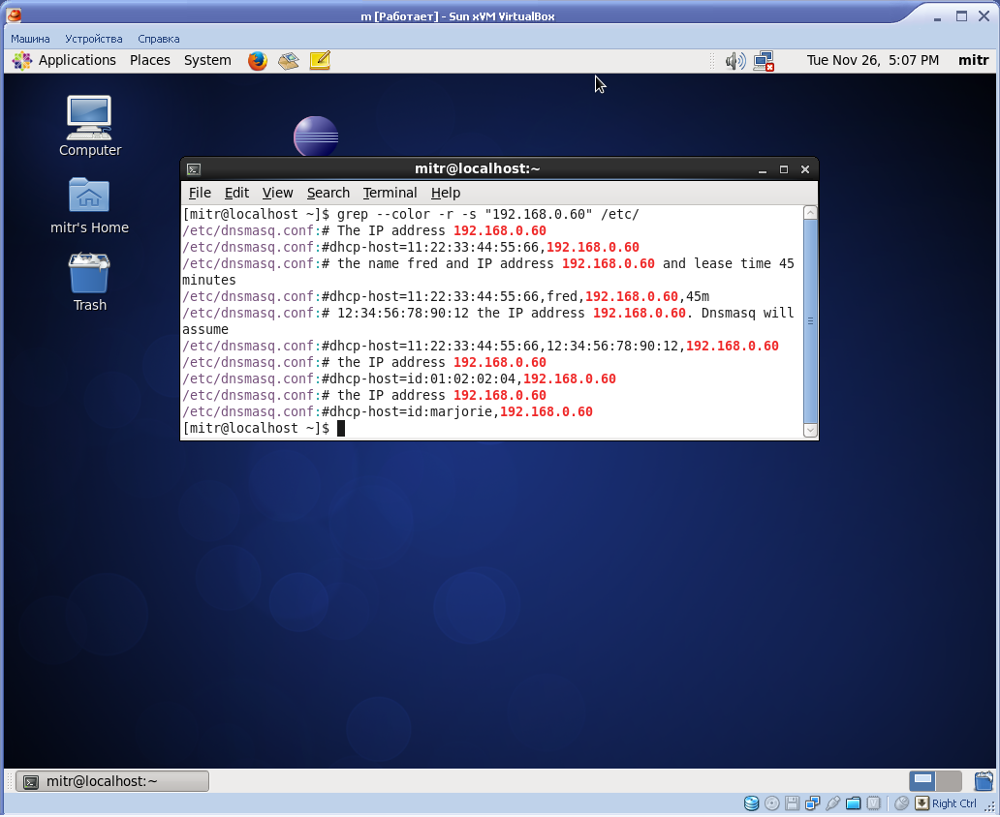 m [Работает] - Sun xVM VirtualBox
Машина Устройства Справка
Applications Places System Tue Nov 26, 5:07 PM mitr
Computer
mitr's Home
Trash
mitr@localhost:~
File Edit View Search Terminal Help
[mitr@localhost ~]$ grep --color -r -s "192.168.0.60" /etc/
/etc/dnsmasq.conf:# The IP address 192.168.0.60
/etc/dnsmasq.conf:#dhcp-host=11:22:33:44:55:66,192.168.0.60
/etc/dnsmasq.conf:# the name fred and IP address 192.168.0.60 and lease time 45
minutes
/etc/dnsmasq.conf:#dhcp-host=11:22:33:44:55:66,fred,192.168.0.60,45m
/etc/dnsmasq.conf:# 12:34:56:78:90:12 the IP address 192.168.0.60. Dnsmasq will
assume
/etc/dnsmasq.conf:#dhcp-host=11:22:33:44:55:66,12:34:56:78:90:12,192.168.0.60
/etc/dnsmasq.conf:# the IP address 192.168.0.60
/etc/dnsmasq.conf:#dhcp-host=id:01:02:02:04,192.168.0.60
/etc/dnsmasq.conf:# the IP address 192.168.0.60
/etc/dnsmasq.conf:#dhcp-host=id:marjorie,192.168.0.60
[mitr@localhost ~]$
mitr@localhost:~
Right Ctrl